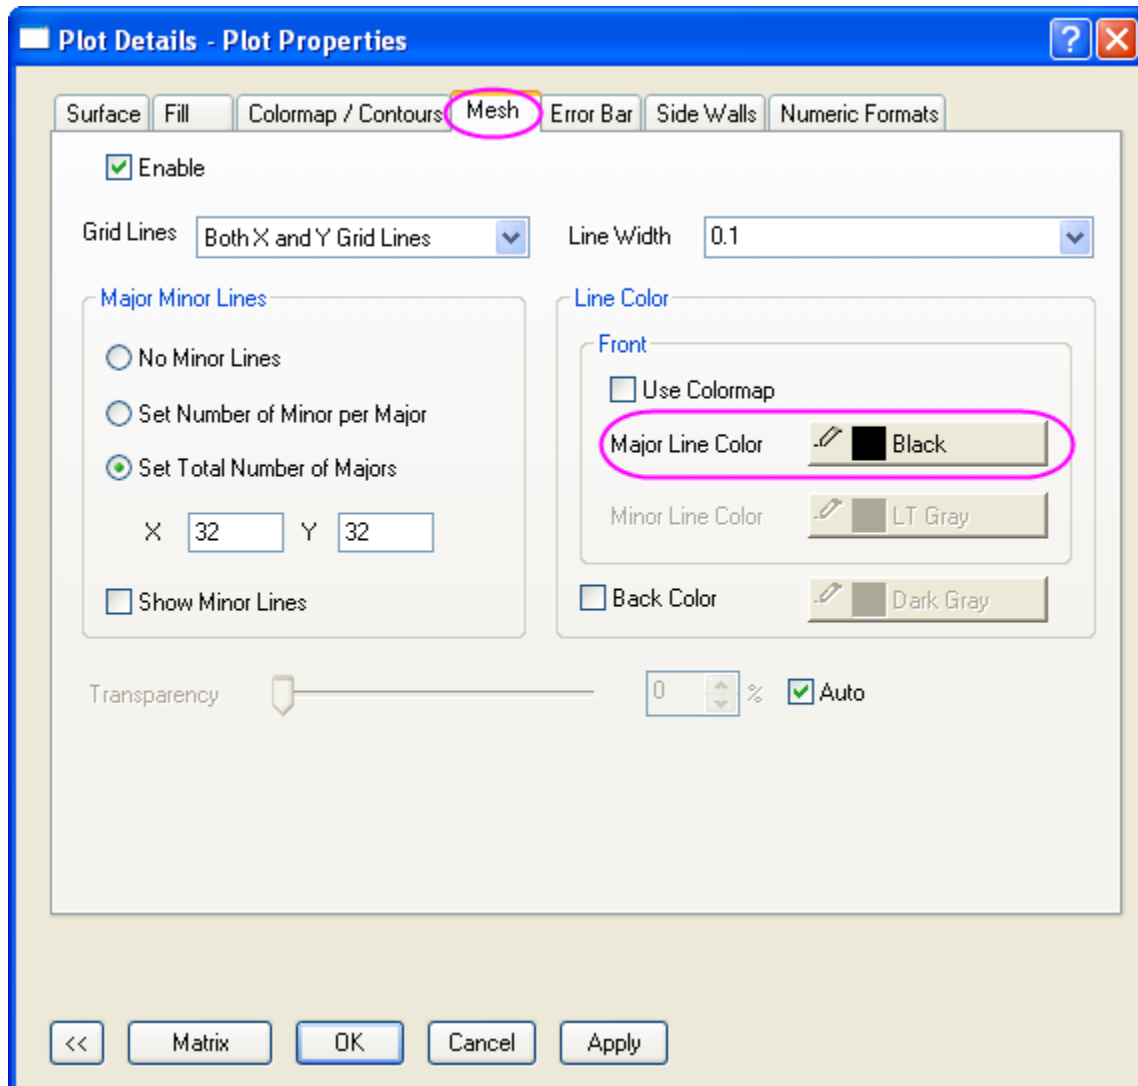 Plot Details - Plot Properties
Surface Fill Colormap / Contours Mesh Error Bar Side Walls Numeric Formats
Enable
Grid Lines Both X and Y Grid Lines Line Width 0.1
Major Minor Lines
No Minor Lines
Set Number of Minor per Major
Set Total Number of Majors
X 32 Y 32
Show Minor Lines
Line Color
Front
Use Colormap
Major Line Color Black
Minor Line Color LT Gray
Back Color Dark Gray
Transparency 0 % Auto
<< Matrix OK Cancel Apply